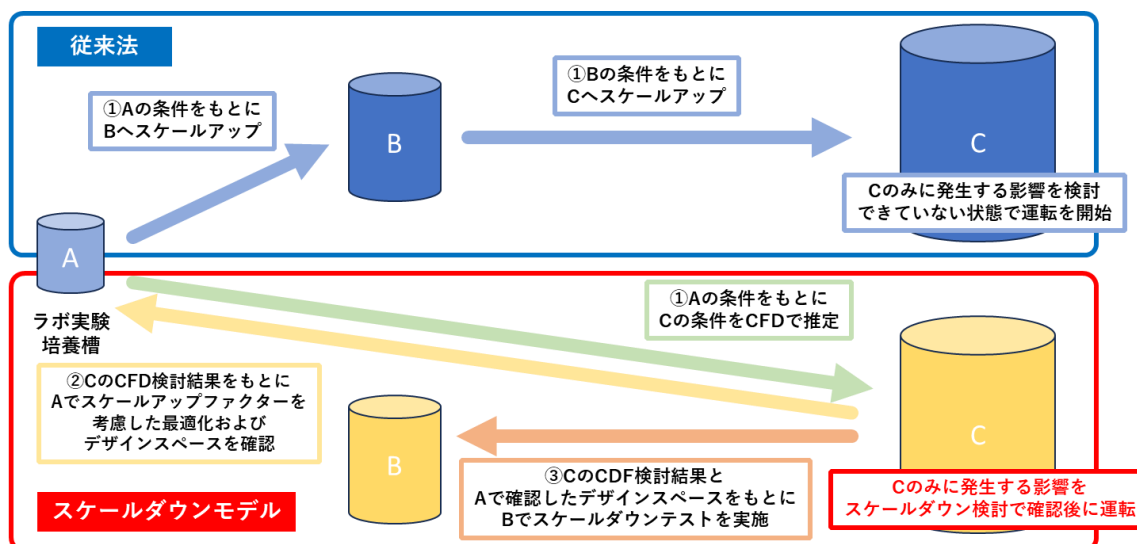 従来法
①Aの条件をもとに
Bへスケールアップ
①Bの条件をもとに
Cへスケールアップ
B
C
Cのみに発生する影響を検討
できていない状態で運転を開始
A
ラボ実験
培養槽
①Aの条件をもとに
Cの条件をCFDで推定
②CのCFD検討結果をもとに
Aでスケールアップファクターを
考慮した最適化および
デザインスペースを確認
B
C
③CのCDF検討結果と
Aで確認したデザインスペースをもとに
Bでスケールダウンテストを実施
Cのみに発生する影響を
スケールダウン検討で確認後に運転
スケールダウンモデル